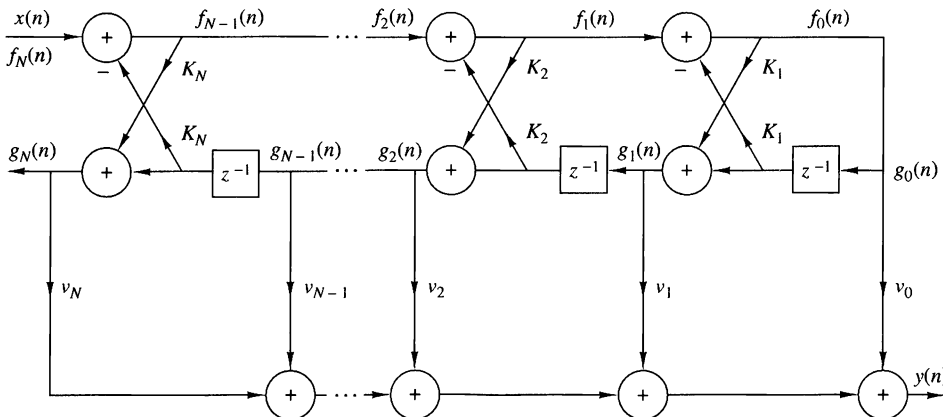 x(n) f_{N−1}(n) ··· f_2(n) f_1(n) f_0(n)
f_N(n)
+ + +
− − −
K_N K_2 K_1
K_N K_2 K_1
g_N(n) + z^{−1} g_{N−1}(n) ··· g_2(n) + z^{−1} g_1(n) + z^{−1} g_0(n)
v_N v_{N−1} v_2 v_1 v_0
+ ··· + + + y(n)